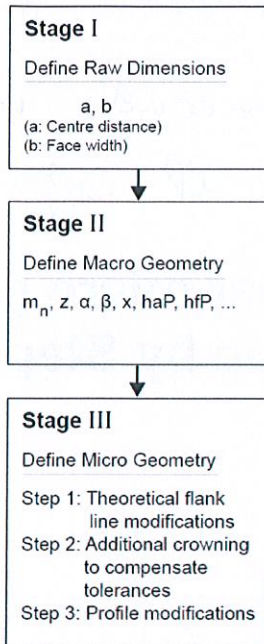 Stage I
Define Raw Dimensions
a, b
(a: Centre distance)
(b: Face width)
Stage II
Define Macro Geometry
mn, z, α, β, x, haP, hfP, ...
Stage III
Define Micro Geometry
Step 1: Theoretical flank
line modifications
Step 2: Additional crowning
to compensate
tolerances
Step 3: Profile modifications